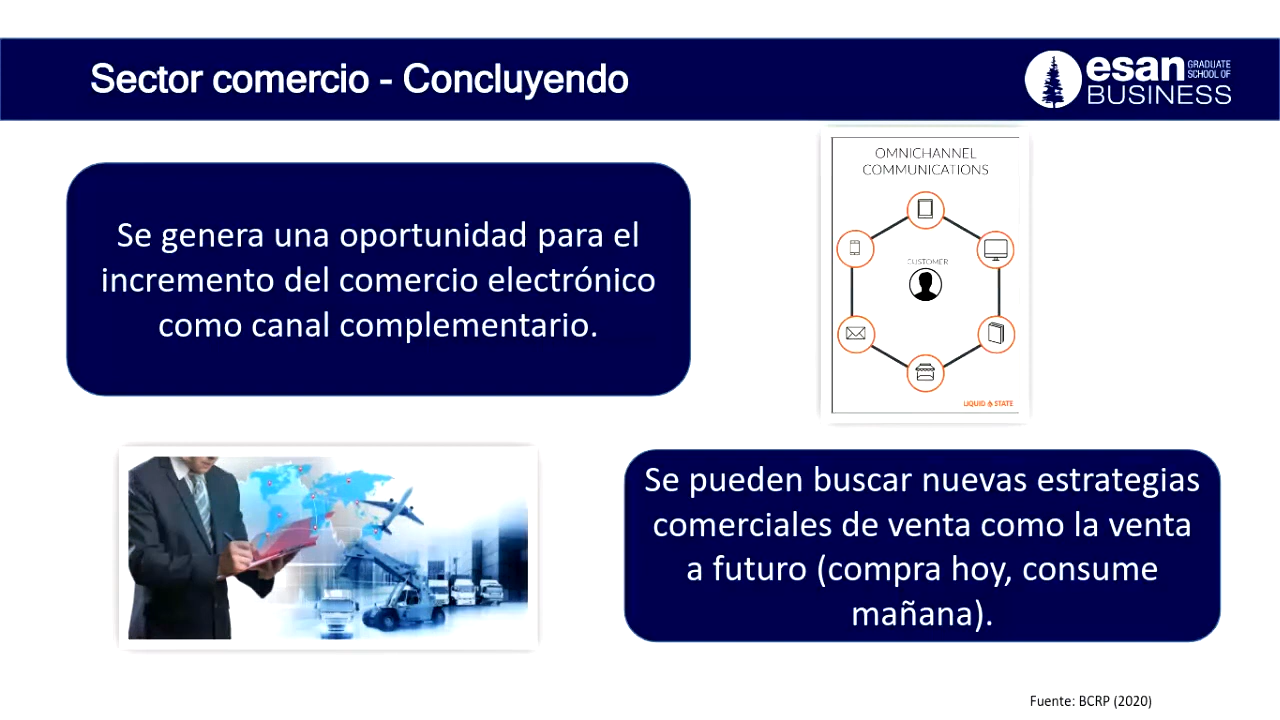 Sector comercio - Concluyendo
esan GRADUATE
SCHOOL OF
BUSINESS
Se genera una oportunidad para el
incremento del comercio electrónico
como canal complementario.
OMNICHANNEL
COMMUNICATIONS
CUSTOMER
LIQUID STATE
Se pueden buscar nuevas estrategias
comerciales de venta como la venta
a futuro (compra hoy, consume
mañana).
Fuente: BCRP (2020)